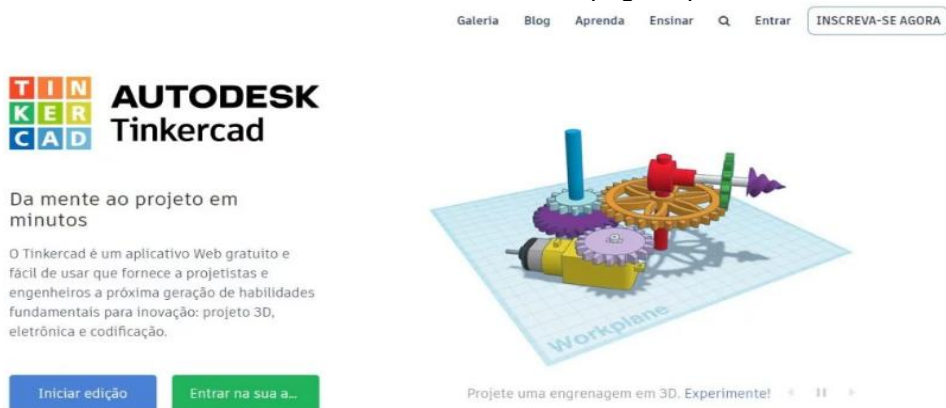 Galeria Blog Aprenda Ensinar Entrar INSCREVA-SE AGORA
TIN
KER
CAD
AUTODESK
Tinkercad
Da mente ao projeto em
minutos
O Tinkercad é um aplicativo Web gratuito e
fácil de usar que fornece a projetistas e
engenheiros a próxima geração de habilidades
fundamentais para inovação: projeto 3D,
eletrônica e codificação.
Iniciar edição Entrar na sua a...
Workplane
Projete uma engrenagem em 3D. Experimente!